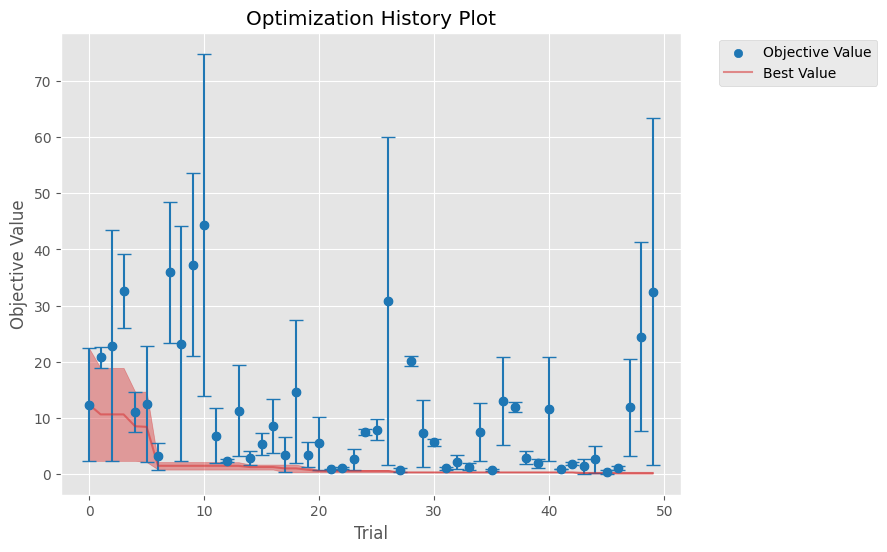 Optimization History Plot
Objective Value
Best Value
Objective Value
70
60
50
40
30
20
10
0
0 10 20 30 40 50
Trial